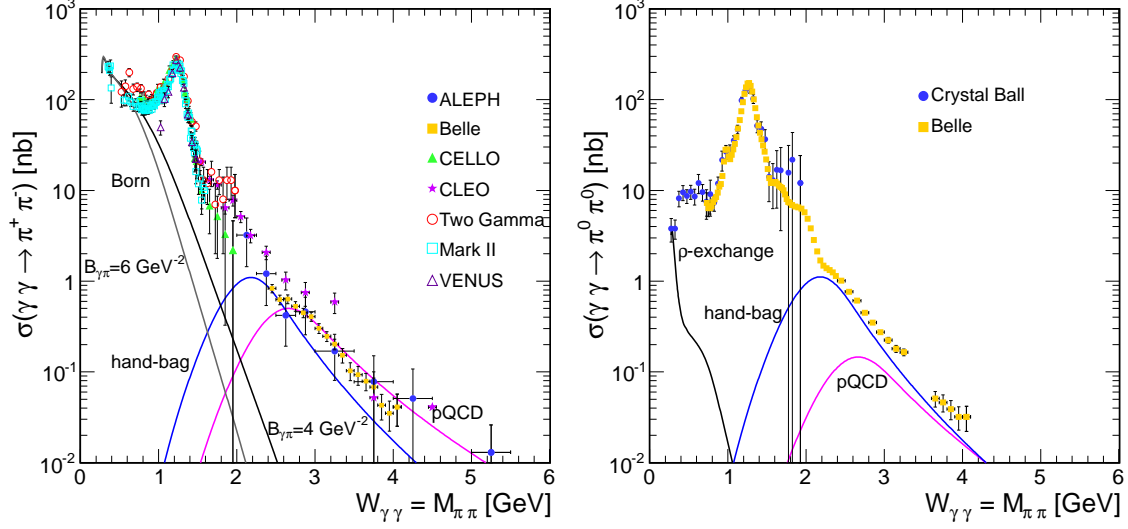 σ(γ γ → π⁺ π⁻) [nb]
10³
10²
10
1
10⁻¹
10⁻²
ALEPH
Belle
CELLO
CLEO
Two Gamma
Mark II
VENUS
Born
B_γπ=6 GeV⁻²
hand-bag
B_γπ=4 GeV⁻²
pQCD
0 1 2 3 4 5 6
W_γγ = M_ππ [GeV]
σ(γ γ → π⁰ π⁰) [nb]
10³
10²
10
1
10⁻¹
10⁻²
Crystal Ball
Belle
ρ-exchange
hand-bag
pQCD
0 1 2 3 4 5 6
W_γγ = M_ππ [GeV]